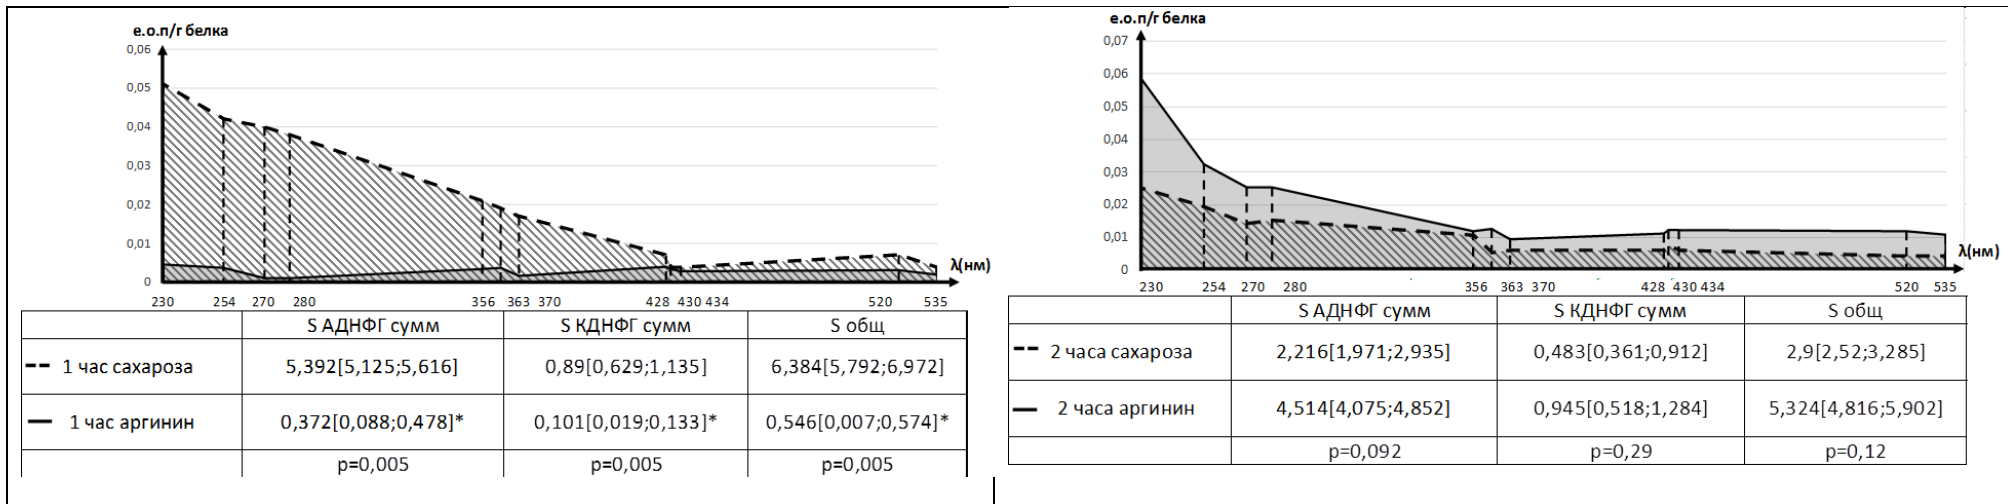 е.о.п/г белка
0,06
0,05
0,04
0,03
0,02
0,01
0
λ(нм)
230 254 270 280 356 363 370 428 430 434 520 535
S АДНФГ сумм S КДНФГ сумм S общ
1 час сахароза 5,392[5,125;5,616] 0,89[0,629;1,135] 6,384[5,792;6,972]
1 час аргинин 0,372[0,088;0,478]* 0,101[0,019;0,133]* 0,546[0,007;0,574]*
p=0,005 p=0,005 p=0,005
е.о.п/г белка
0,07
0,06
0,05
0,04
0,03
0,02
0,01
0
λ(нм)
230 254 270 280 356 363 370 428 430 434 520 535
S АДНФГ сумм S КДНФГ сумм S общ
2 часа сахароза 2,216[1,971;2,935] 0,483[0,361;0,912] 2,9[2,52;3,285]
2 часа аргинин 4,514[4,075;4,852] 0,945[0,518;1,284] 5,324[4,816;5,902]
p=0,092 p=0,29 p=0,12